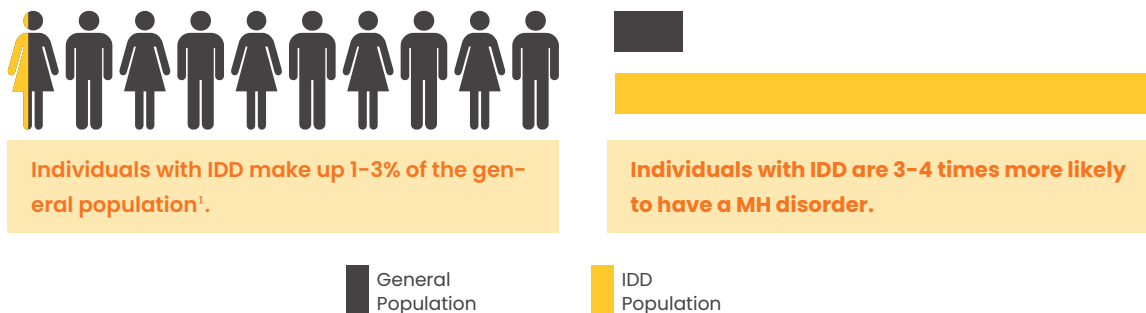 Individuals with IDD make up 1-3% of the gen-
eral population¹.
Individuals with IDD are 3-4 times more likely
to have a MH disorder.
General
Population
IDD
Population